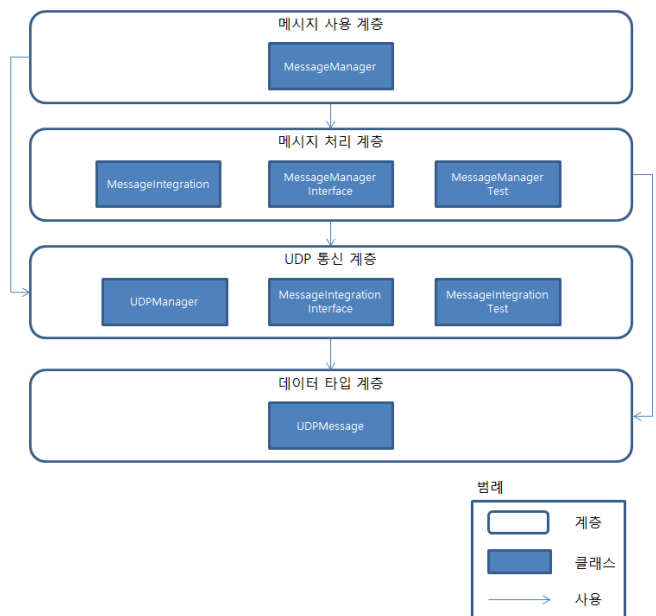 메시지 사용 계층
MessageManager
메시지 처리 계층
MessageIntegration
MessageManager
Interface
MessageManager
Test
UDP 통신 계층
UDPManager
MessageIntegration
Interface
MessageIntegration
Test
데이터 타입 계층
UDPMessage
범례
계층
클래스
사용